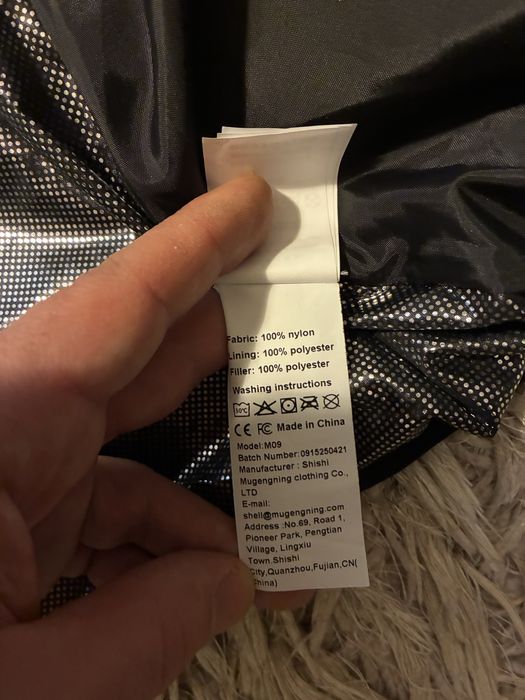 Fabric: 100% nylon
Lining: 100% polyester
Filler: 100% polyester
Washing instructions
30°C
CE FC Made in China
Model:M09
Batch Number:0915250421
Manufacturer : Shishi
Mugengning clothing Co.,
LTD
E-mail:
shell@mugengning.com
Address :No.69, Road 1,
Pioneer Park, Pengtian
Village, Lingxiu
Town.Shishi
City,Quanzhou,Fujian,CN(
China)